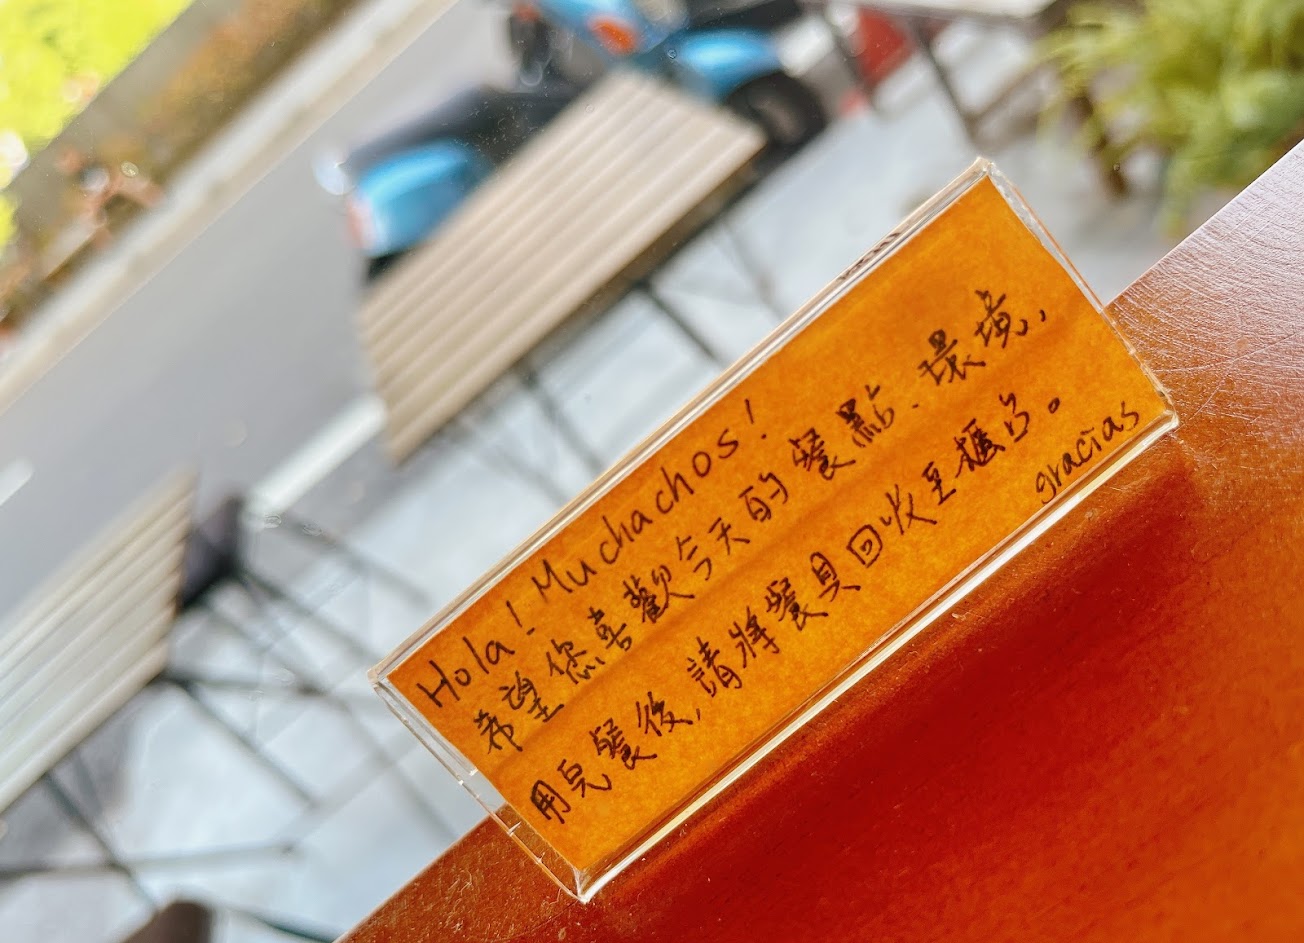 Hola! Muchachos!
希望您喜歡今天的餐點、環境,
用完餐後,請將餐具回收至櫃台。
gracias